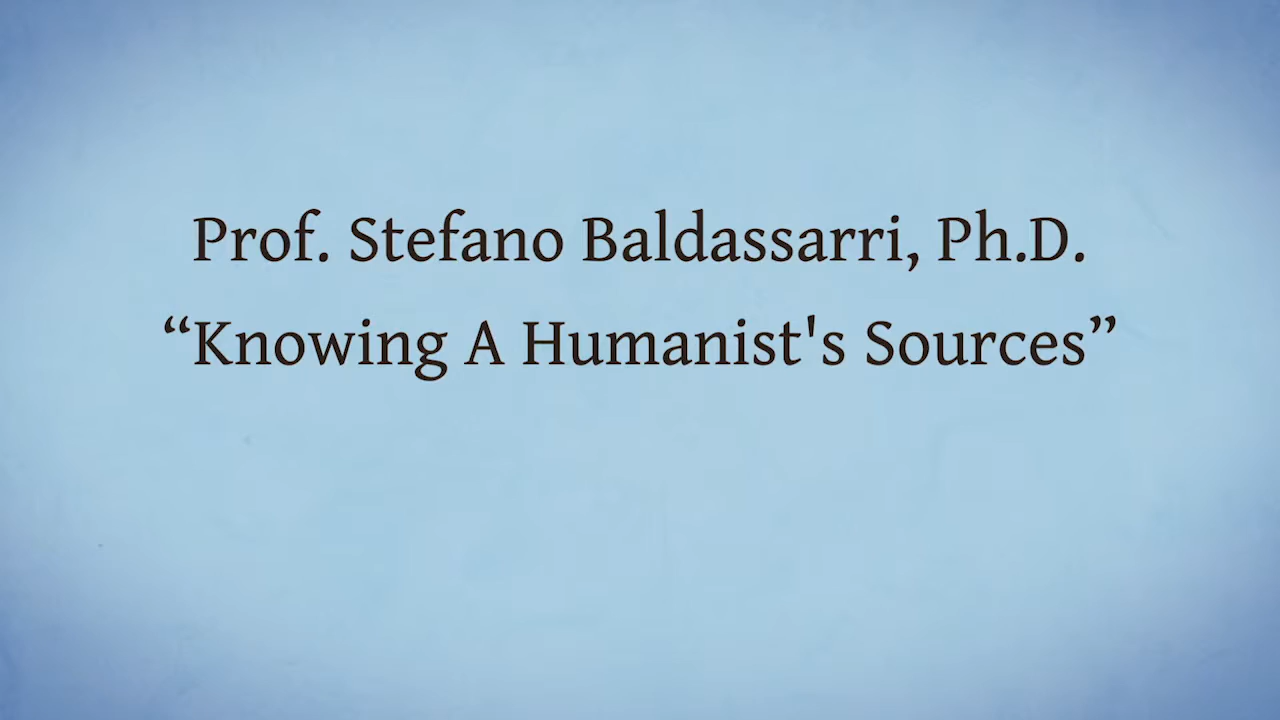 Prof. Stefano Baldassarri, Ph.D.
“Knowing A Humanist's Sources”